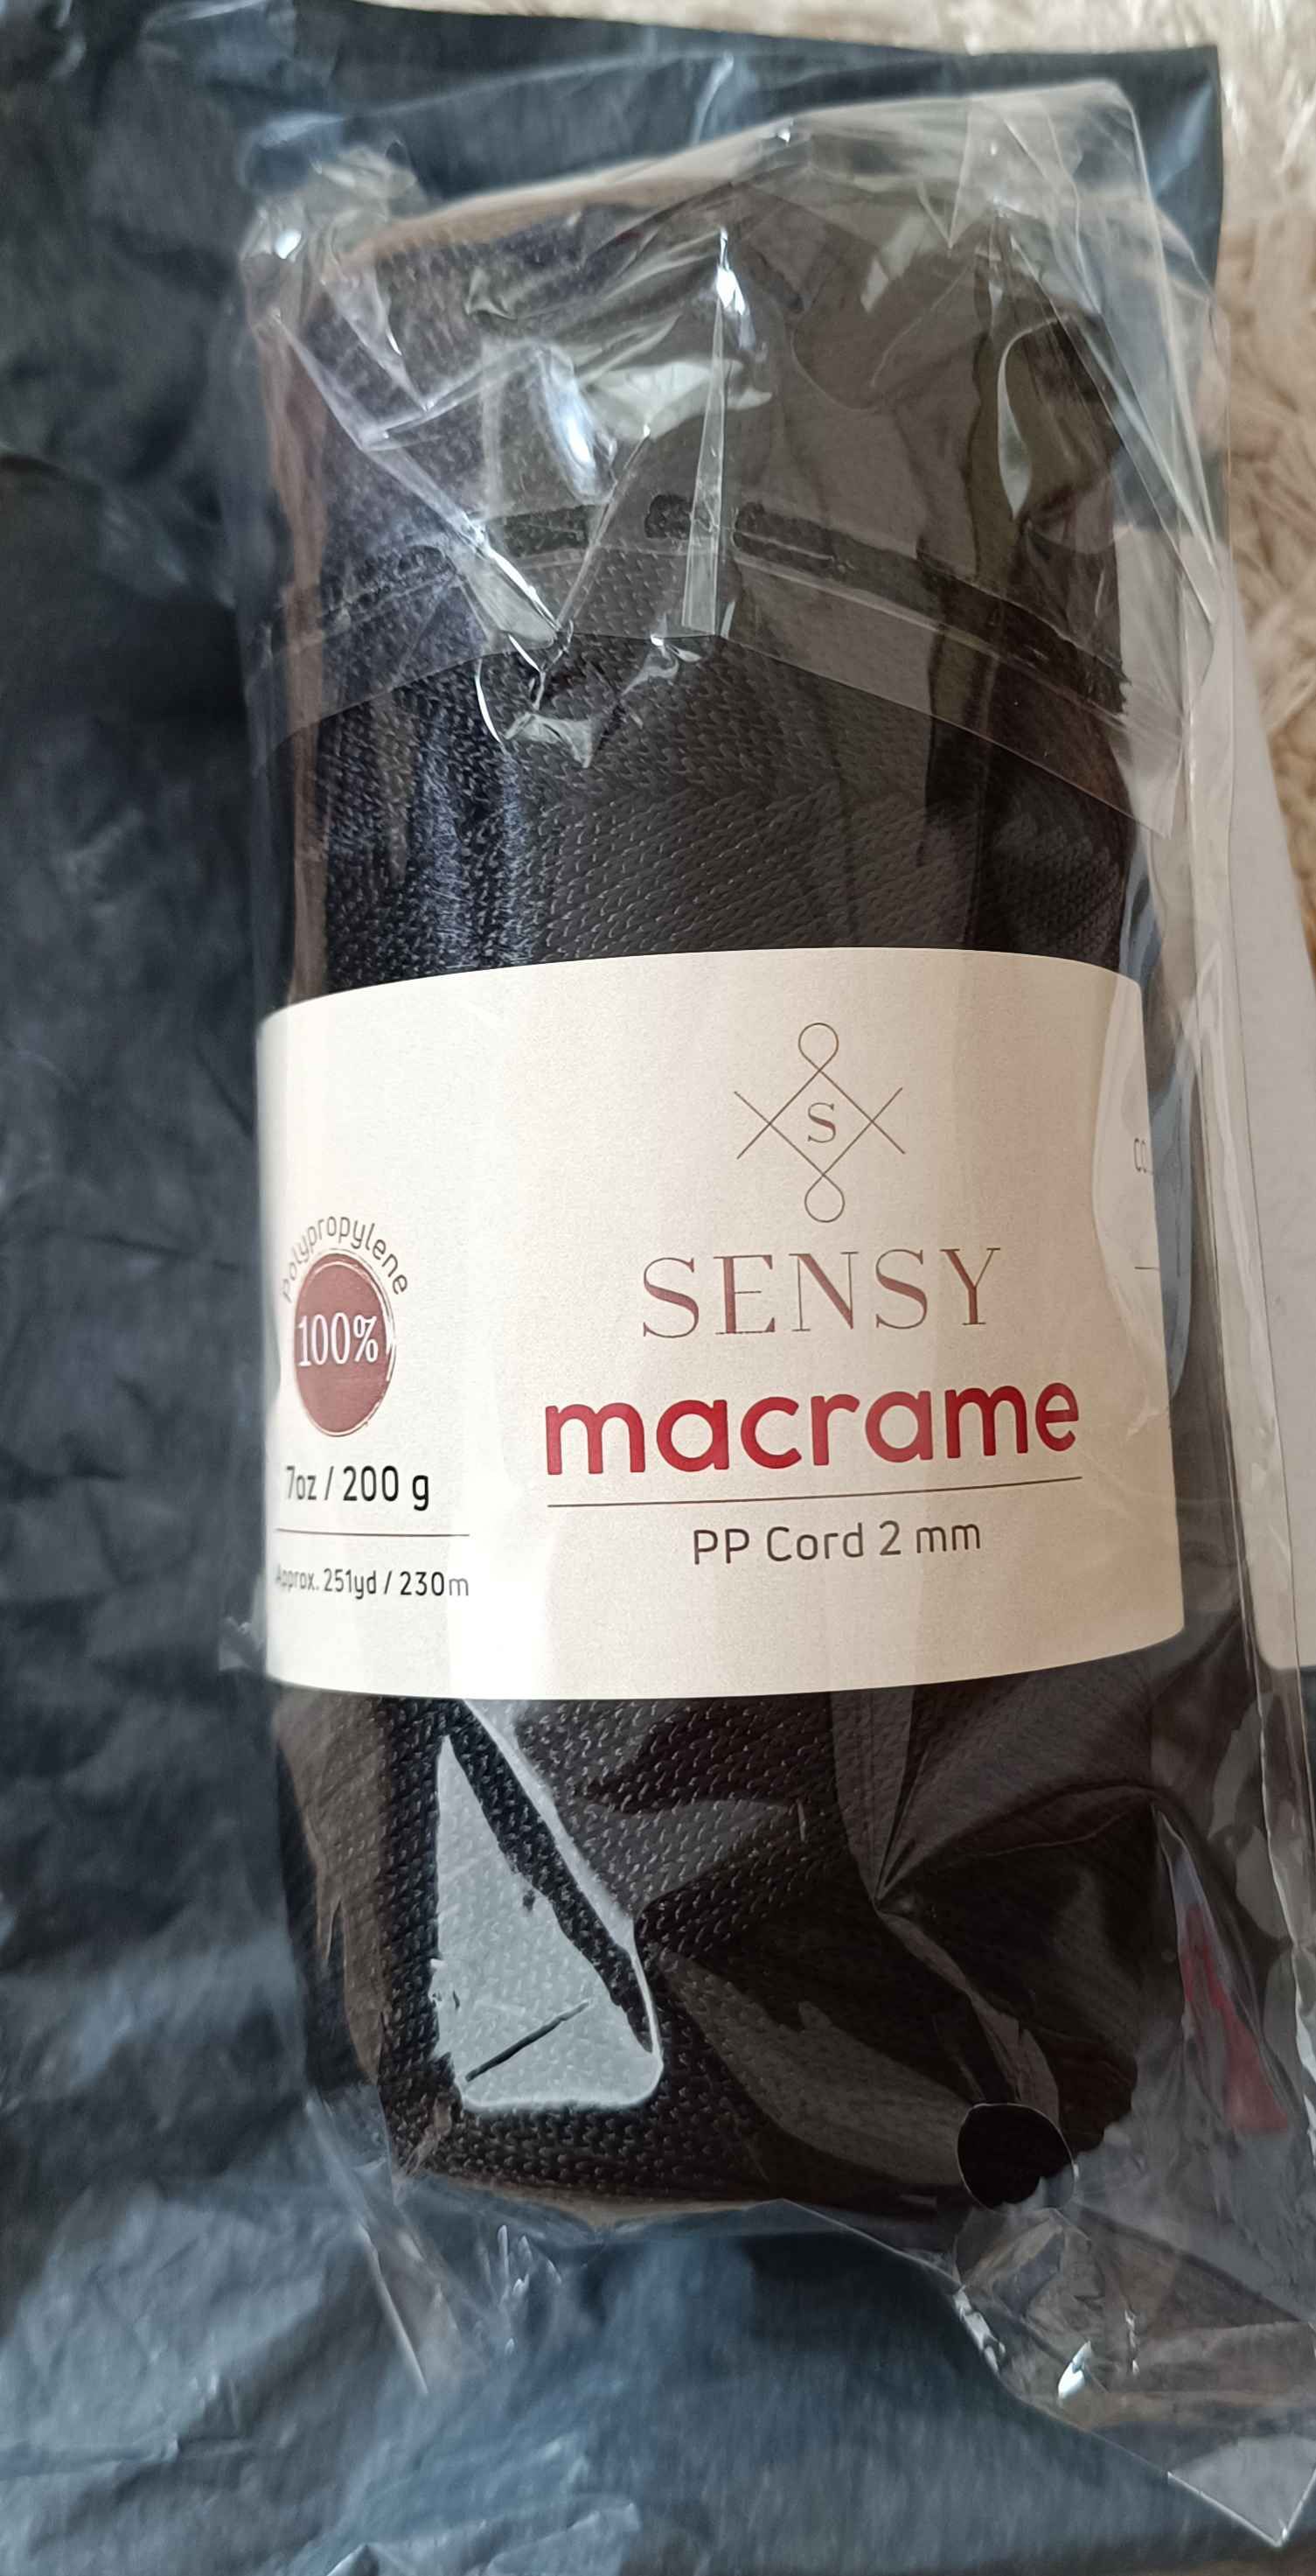 S
SENSY
macrame
PP Cord 2 mm
polypropylene
100%
7oz / 200 g
Approx. 251yd / 230m